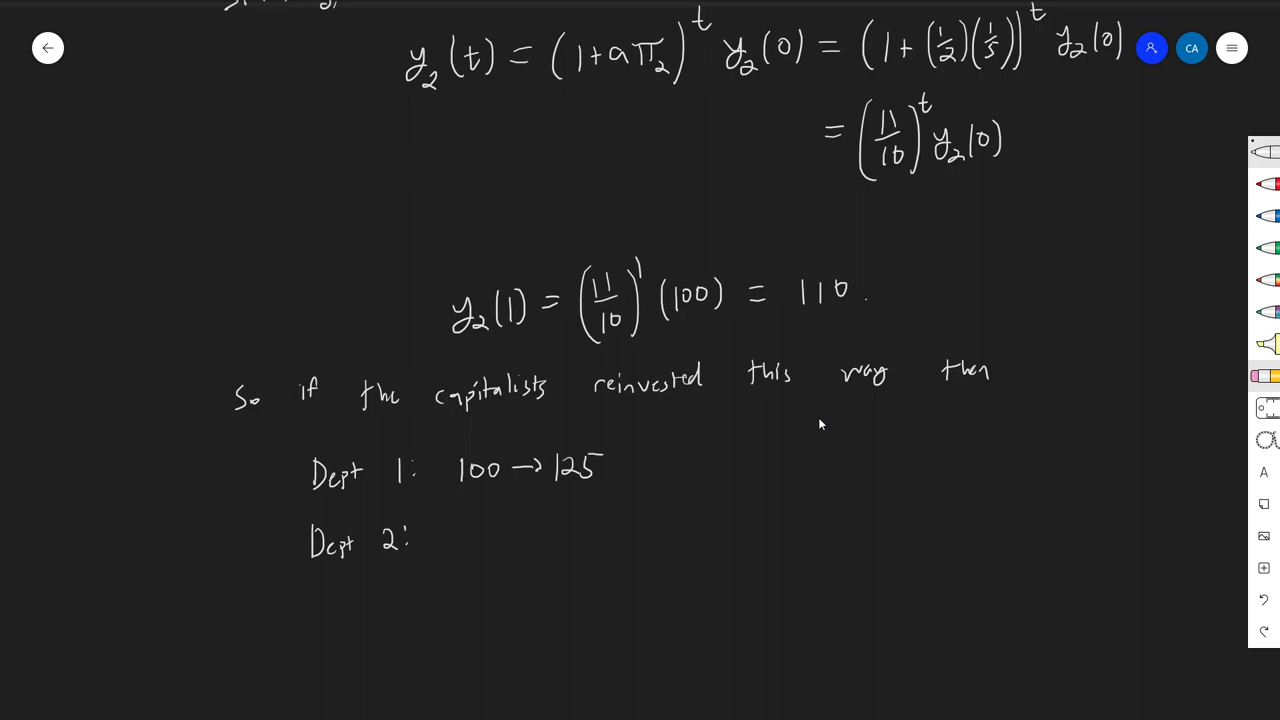 y₂(t) = (1+aπ₂)^t y₂(0) = (1+(1/2)(1/5))^t y₂(0)
= (11/10)^t y₂(0)
y₂(1) = (11/10)^1 (100) = 110.
So if the capitalists reinvested this way then
Dept 1: 100 → 125
Dept 2:
CA
A